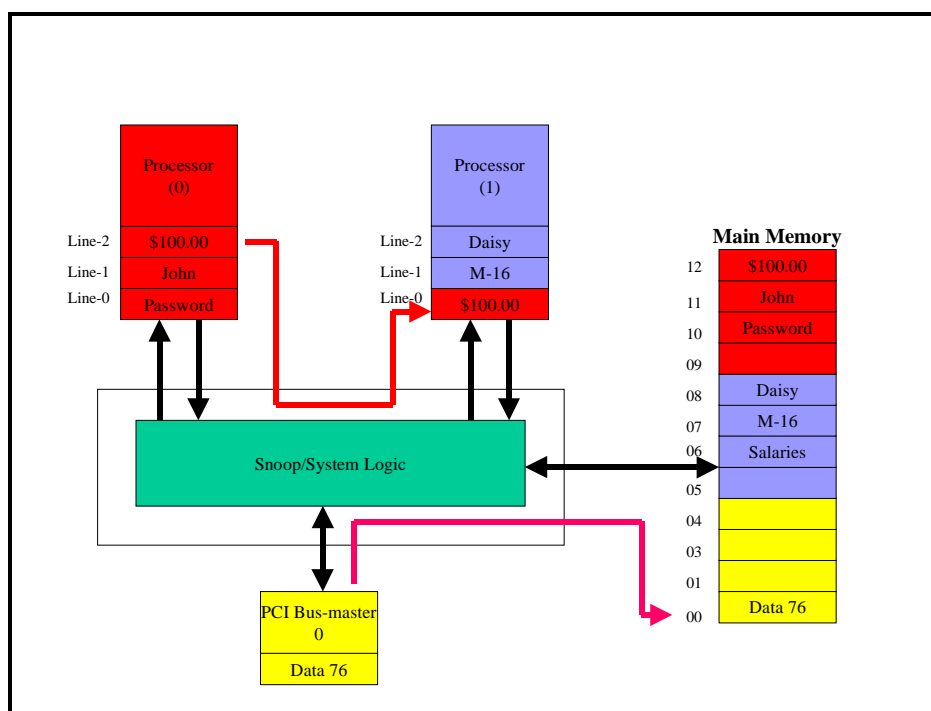 Processor
(0)
Line-2
$100.00
Line-1
John
Line-0
Password
Processor
(1)
Line-2
Daisy
Line-1
M-16
Line-0
$100.00
Main Memory
12
$100.00
11
John
10
Password
09
08
Daisy
07
M-16
06
Salaries
05
04
03
01
00
Data 76
Snoop/System Logic
PCI Bus-master
0
Data 76